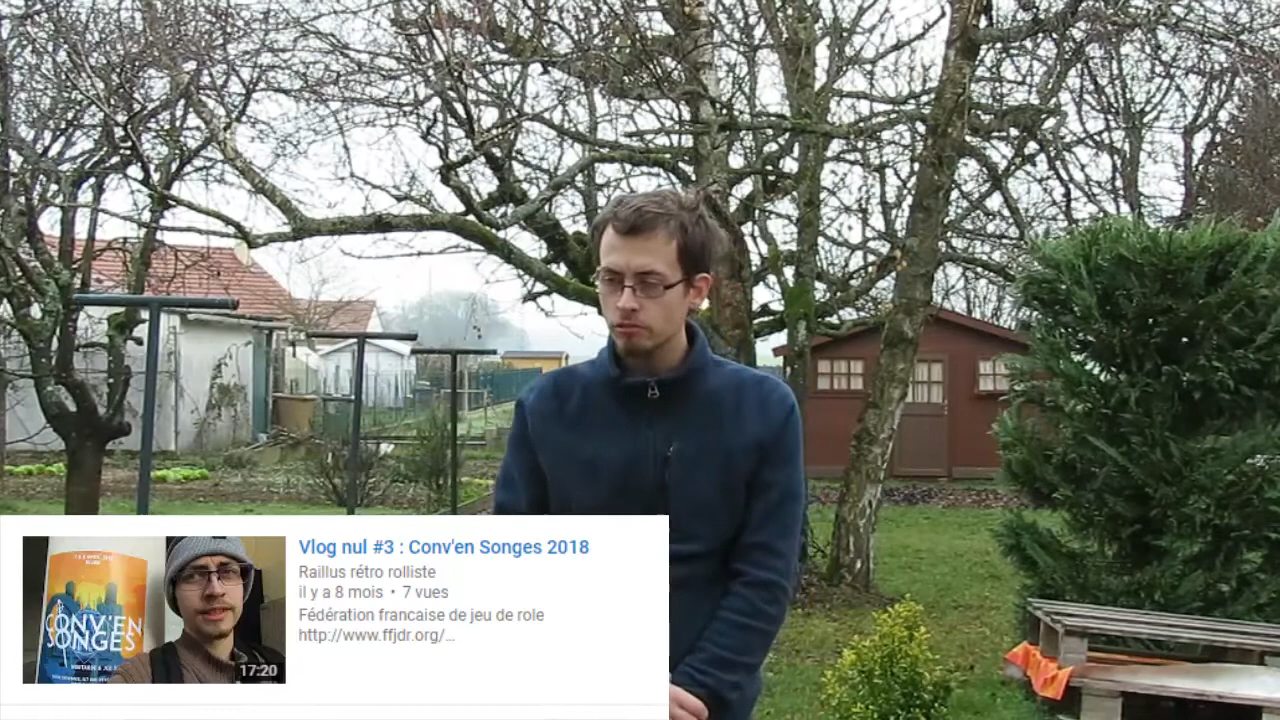 CONV'EN
SONGES
17:20
Vlog nul #3 : Conv'en Songes 2018
Raillus rétro rolliste
il y a 8 mois • 7 vues
Fédération francaise de jeu de role
http://www.ffjdr.org/...